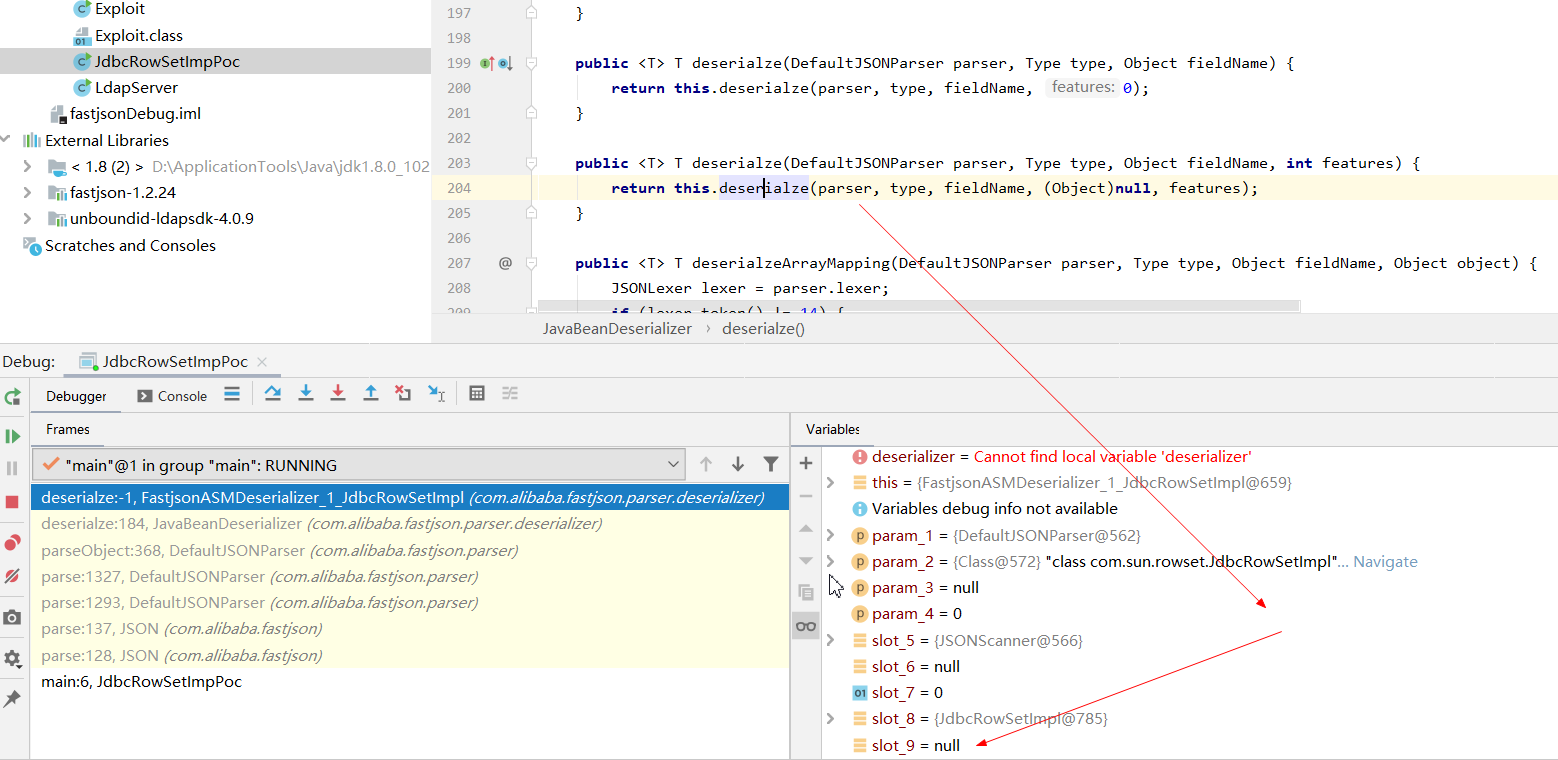 Exploit
Exploit.class
JdbcRowSetImpPoc
LdapServer
fastjsonDebug.iml
External Libraries
< 1.8 (2) > D:\ApplicationTools\Java\jdk1.8.0_102
fastjson-1.2.24
unboundid-ldapsdk-4.0.9
Scratches and Consoles
197 }
198
199 public <T> T deserialze(DefaultJSONParser parser, Type type, Object fieldName) {
200 return this.deserialze(parser, type, fieldName, features: 0);
201 }
202
203 public <T> T deserialze(DefaultJSONParser parser, Type type, Object fieldName, int features) {
204 return this.deserialze(parser, type, fieldName, (Object)null, features);
205 }
206
207 @ public <T> T deserialzeArrayMapping(DefaultJSONParser parser, Type type, Object fieldName, Object object) {
208 JSONLexer lexer = parser.lexer;
209 if (lexer.token() != 14) {
JavaBeanDeserializer › deserialze()
Debug: JdbcRowSetImpPoc
Debugger Console
Frames
"main"@1 in group "main": RUNNING
deserialze:-1, FastjsonASMDeserializer_1_JdbcRowSetImpl (com.alibaba.fastjson.parser.deserializer)
deserialze:184, JavaBeanDeserializer (com.alibaba.fastjson.parser.deserializer)
parseObject:368, DefaultJSONParser (com.alibaba.fastjson.parser)
parse:1327, DefaultJSONParser (com.alibaba.fastjson.parser)
parse:1293, DefaultJSONParser (com.alibaba.fastjson.parser)
parse:137, JSON (com.alibaba.fastjson)
parse:128, JSON (com.alibaba.fastjson)
main:6, JdbcRowSetImpPoc
Variables
deserializer = Cannot find local variable 'deserializer'
this = {FastjsonASMDeserializer_1_JdbcRowSetImpl@659}
Variables debug info not available
param_1 = {DefaultJSONParser@562}
param_2 = {Class@572} "class com.sun.rowset.JdbcRowSetImpl"... Navigate
param_3 = null
param_4 = 0
slot_5 = {JSONScanner@566}
slot_6 = null
slot_7 = 0
slot_8 = {JdbcRowSetImpl@785}
slot_9 = null